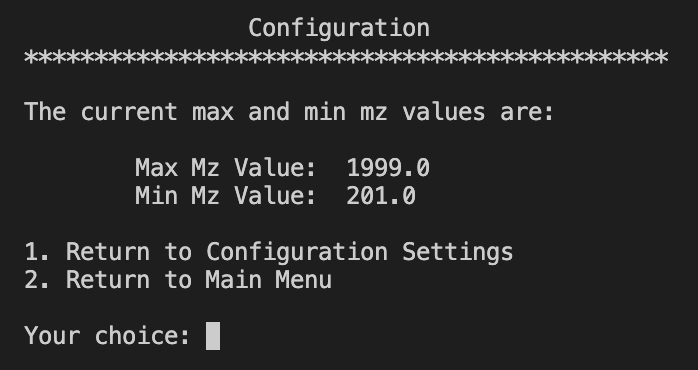 Configuration
**********************************************
The current max and min mz values are:
Max Mz Value:  1999.0
Min Mz Value:  201.0
1. Return to Configuration Settings
2. Return to Main Menu
Your choice: